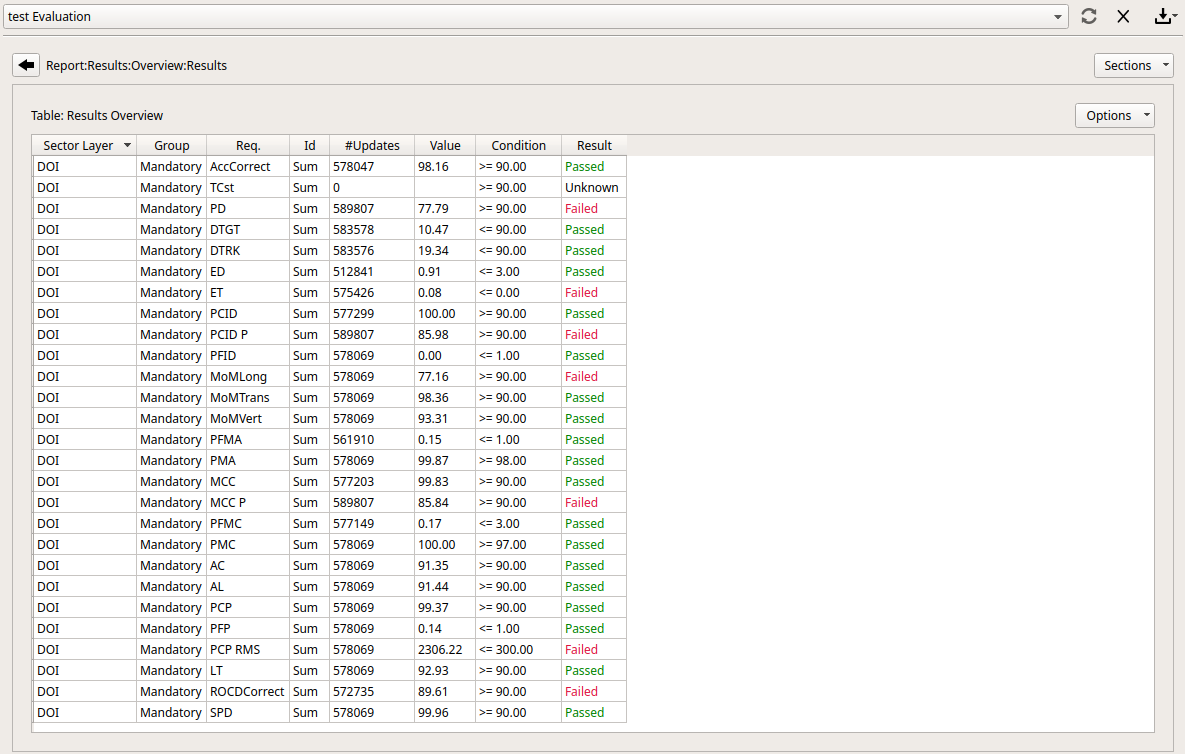 test Evaluation
Report:Results:Overview:Results
Sections
Table: Results Overview
Options
Sector Layer Group Req. Id #Updates Value Condition Result
DOI Mandatory AccCorrect Sum 578047 98.16 >= 90.00 Passed
DOI Mandatory TCst Sum 0 >= 90.00 Unknown
DOI Mandatory PD Sum 589807 77.79 >= 90.00 Failed
DOI Mandatory DTGT Sum 583578 10.47 <= 90.00 Passed
DOI Mandatory DTRK Sum 583576 19.34 <= 90.00 Passed
DOI Mandatory ED Sum 512841 0.91 <= 3.00 Passed
DOI Mandatory ET Sum 575426 0.08 <= 0.00 Failed
DOI Mandatory PCID Sum 577299 100.00 >= 90.00 Passed
DOI Mandatory PCID P Sum 589807 85.98 >= 90.00 Failed
DOI Mandatory PFID Sum 578069 0.00 <= 1.00 Passed
DOI Mandatory MoMLong Sum 578069 77.16 >= 90.00 Failed
DOI Mandatory MoMTrans Sum 578069 98.36 >= 90.00 Passed
DOI Mandatory MoMVert Sum 578069 93.31 >= 90.00 Passed
DOI Mandatory PFMA Sum 561910 0.15 <= 1.00 Passed
DOI Mandatory PMA Sum 578069 99.87 >= 98.00 Passed
DOI Mandatory MCC Sum 577203 99.83 >= 90.00 Passed
DOI Mandatory MCC P Sum 589807 85.84 >= 90.00 Failed
DOI Mandatory PFMC Sum 577149 0.17 <= 3.00 Passed
DOI Mandatory PMC Sum 578069 100.00 >= 97.00 Passed
DOI Mandatory AC Sum 578069 91.35 >= 90.00 Passed
DOI Mandatory AL Sum 578069 91.44 >= 90.00 Passed
DOI Mandatory PCP Sum 578069 99.37 >= 90.00 Passed
DOI Mandatory PFP Sum 578069 0.14 <= 1.00 Passed
DOI Mandatory PCP RMS Sum 578069 2306.22 <= 300.00 Failed
DOI Mandatory LT Sum 578069 92.93 >= 90.00 Passed
DOI Mandatory ROCDCorrect Sum 572735 89.61 >= 90.00 Failed
DOI Mandatory SPD Sum 578069 99.96 >= 90.00 Passed